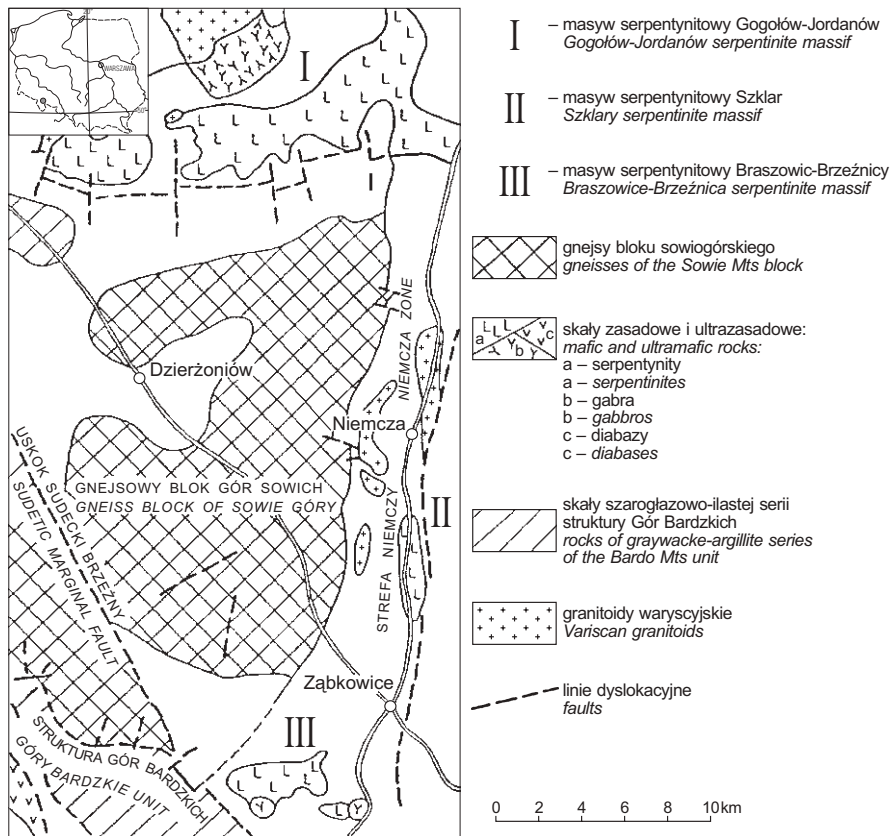 20°
WARSZAWA
50°
I
I
Dzierżoniów
NIEMCZA ZONE
Niemcza
USKOK SUDECKI BRZEŻNY
SUDETIC MARGINAL FAULT
GNEJSOWY BLOK GÓR SOWICH
GNEISS BLOCK OF SOWIE GÓRY
II
STREFA NIEMCZY
Ząbkowice
III
STRUKTURA GÓR BARDZKICH
GÓRY BARDZKIE UNIT
I – masyw serpentynitowy Gogołów-Jordanów
Gogołów-Jordanów serpentinite massif
II – masyw serpentynitowy Szklar
Szklary serpentinite massif
III – masyw serpentynitowy Braszowic-Brzeźnicy
Braszowice-Brzeźnica serpentinite massif
gnejsy bloku sowiogórskiego
gneisses of the Sowie Mts block
a b c
skały zasadowe i ultrazasadowe:
mafic and ultramafic rocks:
a – serpentynity
a – serpentinites
b – gabra
b – gabbros
c – diabazy
c – diabases
skały szarogłazowo-ilastej serii
struktury Gór Bardzkich
rocks of graywacke-argillite series
of the Bardo Mts unit
granitoidy waryscyjskie
Variscan granitoids
linie dyslokacyjne
faults
0 2 4 6 8 10 km